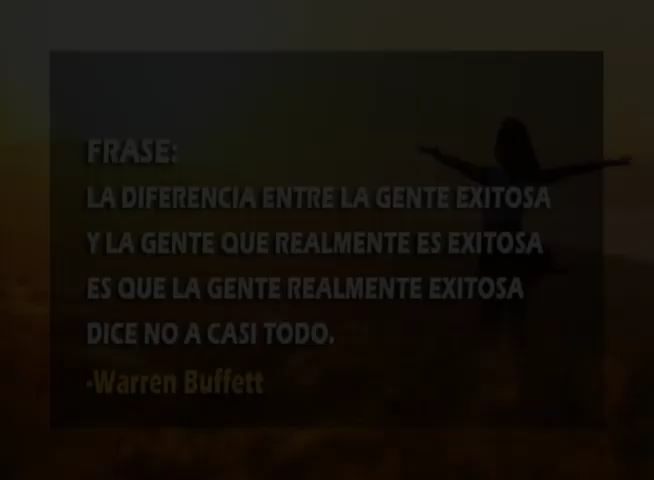 FRASE:
LA DIFERENCIA ENTRE LA GENTE EXITOSA
Y LA GENTE QUE REALMENTE ES EXITOSA
ES QUE LA GENTE REALMENTE EXITOSA
DICE NO A CASI TODO.
-Warren Buffett